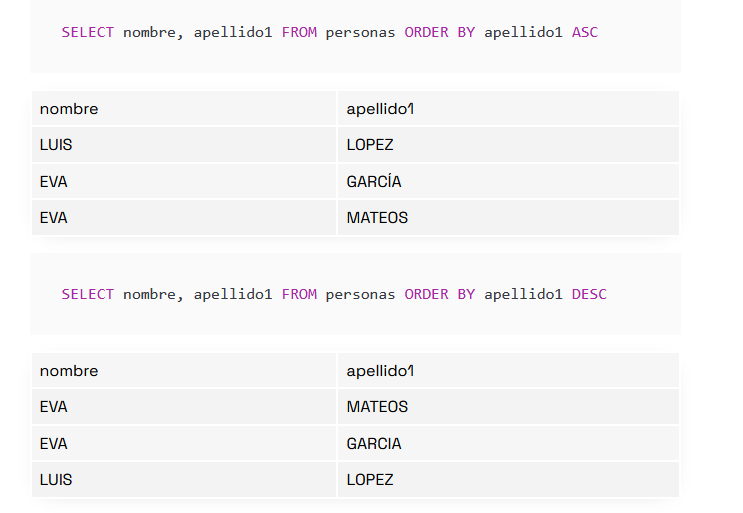 SELECT nombre, apellido1 FROM personas ORDER BY apellido1 ASC
nombre apellido1
LUIS LOPEZ
EVA GARCÍA
EVA MATEOS
SELECT nombre, apellido1 FROM personas ORDER BY apellido1 DESC
nombre apellido1
EVA MATEOS
EVA GARCIA
LUIS LOPEZ